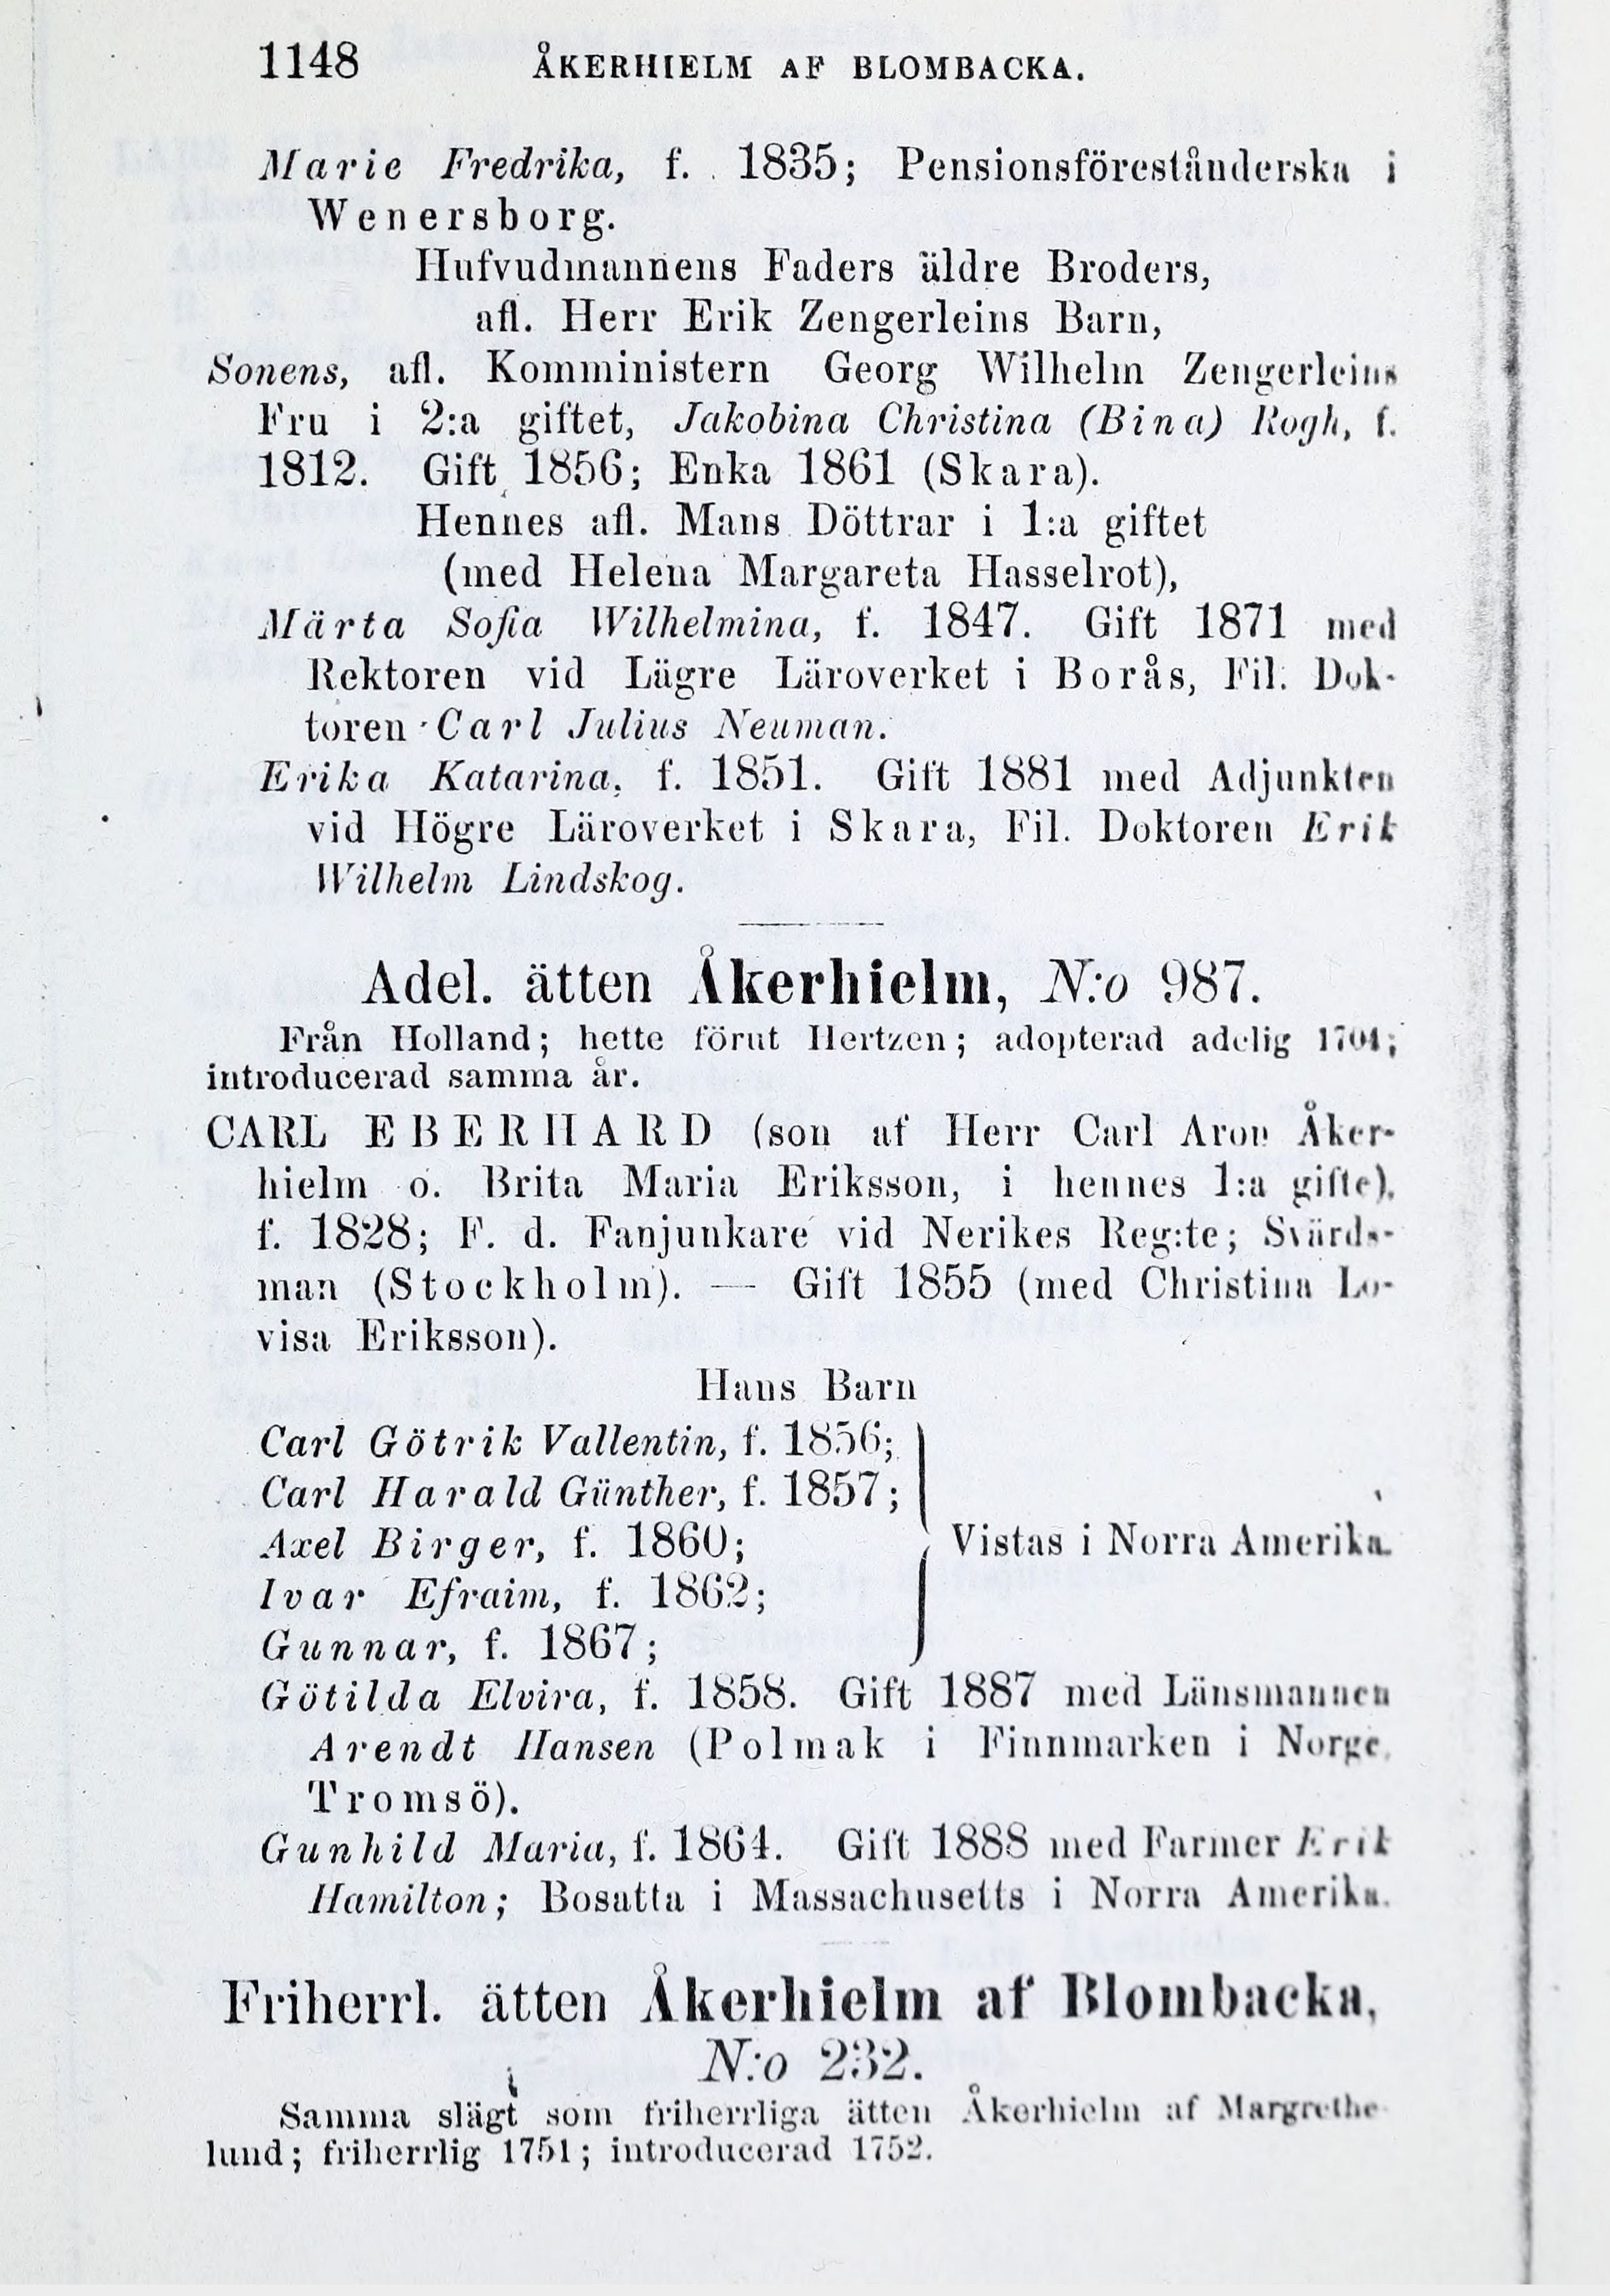 1148 ÅKERHIELM AF BLOMBACKA.
Marie Fredrika, f. 1835; Pensionsförestånderska i
Wenersborg.
Hufvudmannens Faders äldre Broders,
afl. Herr Erik Zengerleins Barn,
Sonens, afl. Komministern Georg Wilhelm Zengerleins
Fru i 2:a giftet, Jakobina Christina (Bina) Rogh, f.
1812. Gift 1856; Enka 1861 (Skara).
Hennes afl. Mans Döttrar i 1:a giftet
(med Helena Margareta Hasselrot),
Märta Sofia Wilhelmina, f. 1847. Gift 1871 med
Rektoren vid Lägre Läroverket i Borås, Fil. Dok-
toren Carl Julius Neuman.
Erika Katarina, f. 1851. Gift 1881 med Adjunkten
vid Högre Läroverket i Skara, Fil. Doktoren Erik
Wilhelm Lindskog.
Adel. ätten Åkerhielm, N:o 987.
Från Holland; hette förut Hertzen; adopterad adelig 1704;
introducerad samma år.
CARL EBERHARD (son af Herr Carl Aron Åker-
hielm o. Brita Maria Eriksson, i hennes 1:a gifte),
f. 1828; F. d. Fanjunkare vid Nerikes Reg:te; Svärds-
man (Stockholm). — Gift 1855 (med Christina Lo-
visa Eriksson).
Hans Barn
Carl Götrik Vallentin, f. 1856;
Carl Harald Günther, f. 1857;
Axel Birger, f. 1860; Vistas i Norra Amerika.
Ivar Efraim, f. 1862;
Gunnar, f. 1867;
Götilda Elvira, f. 1858. Gift 1887 med Länsmannen
Arendt Hansen (Polmak i Finnmarken i Norge,
Tromsö).
Gunhild Maria, f. 1864. Gift 1888 med Farmer Erik
Hamilton; Bosatta i Massachusetts i Norra Amerika.
Friherrl. ätten Åkerhielm af Blombacka,
N:o 232.
Samma slägt som friherrliga ätten Åkerhielm af Margrethe-
lund; friherrlig 1751; introducerad 1752.